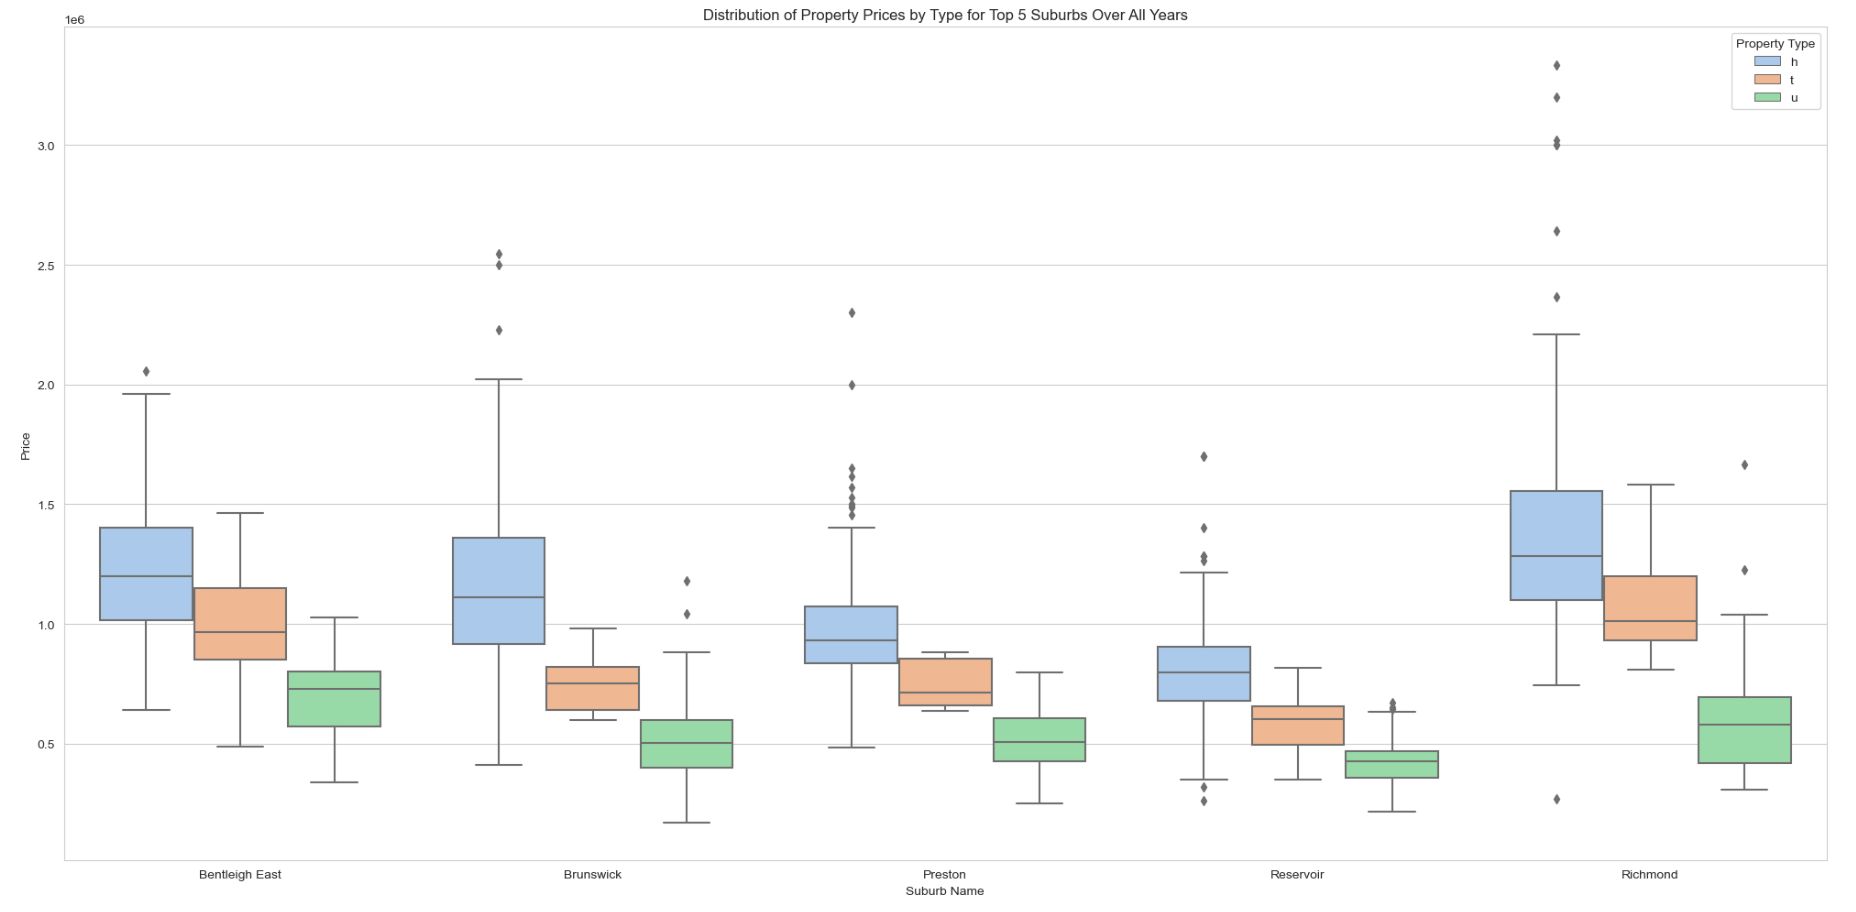 Distribution of Property Prices by Type for Top 5 Suburbs Over All Years
1e6
Property Type
h
t
u
3.0
2.5
2.0
1.5
1.0
0.5
Price
Bentleigh East
Brunswick
Preston
Reservoir
Richmond
Suburb Name